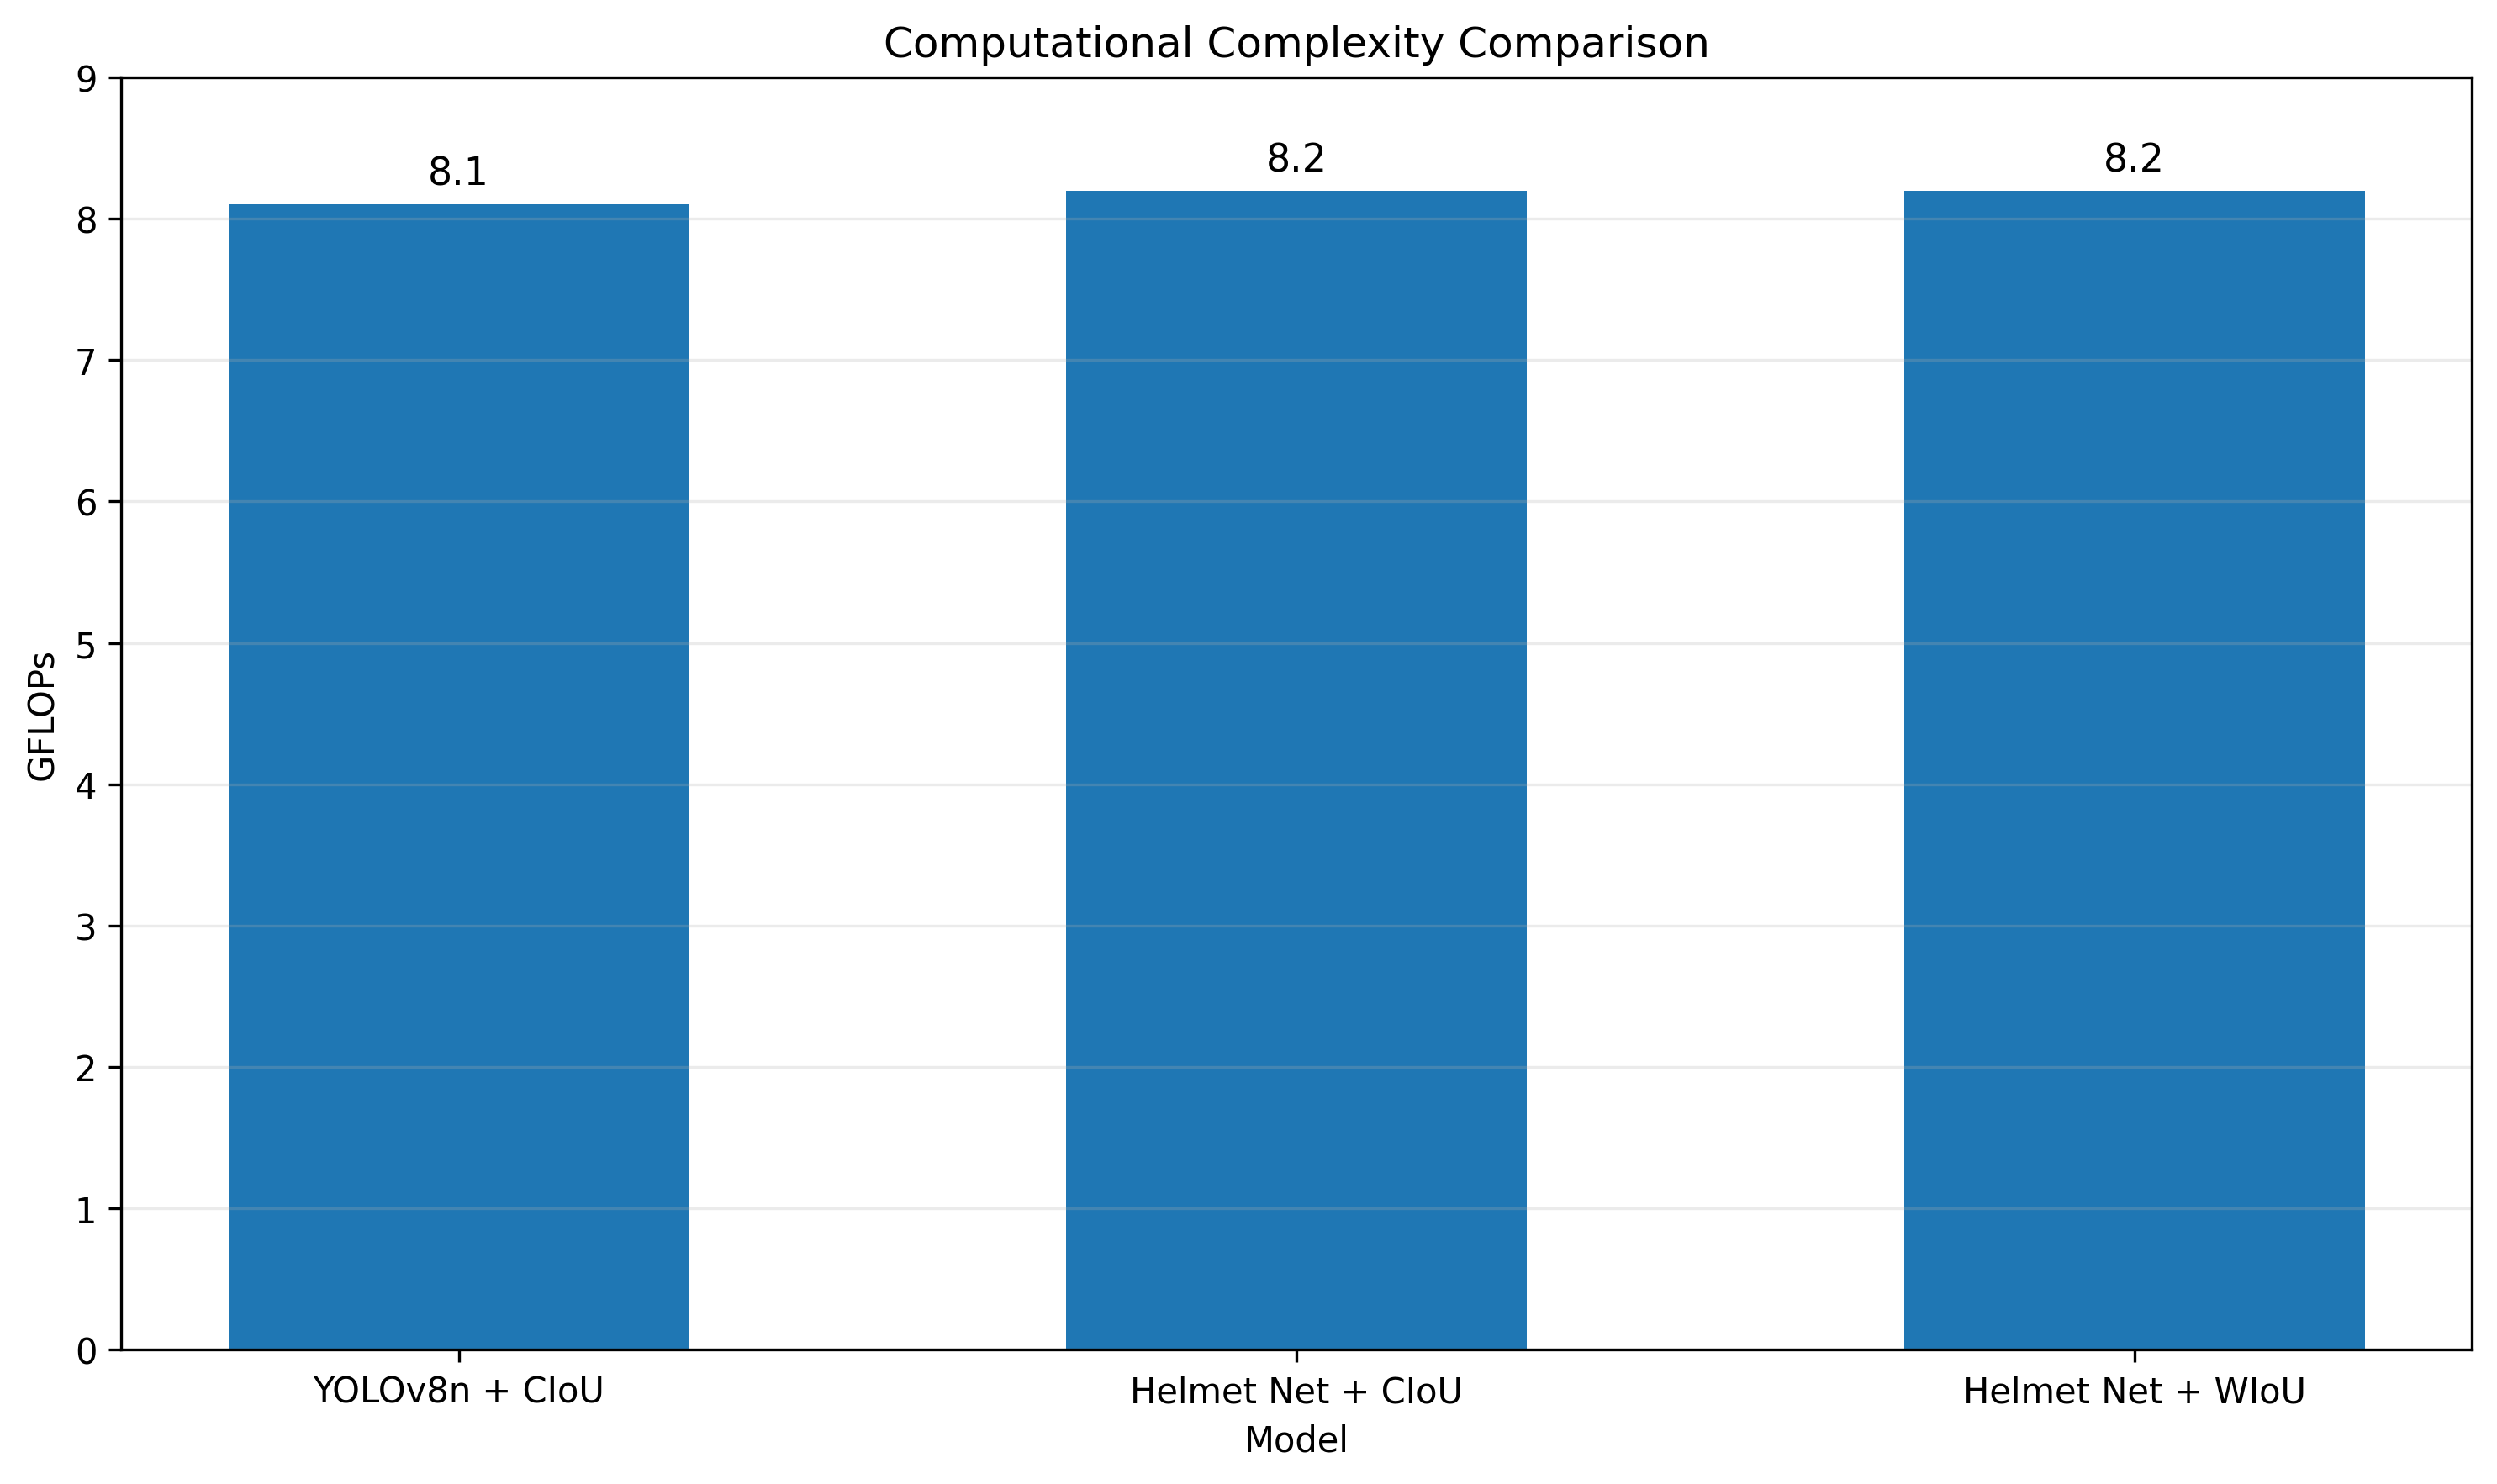 Computational Complexity Comparison
9
8
7
6
5
4
3
2
1
0
GFLOPs
8.1
8.2
8.2
YOLOv8n + CIoU
Helmet Net + CIoU
Helmet Net + WIoU
Model